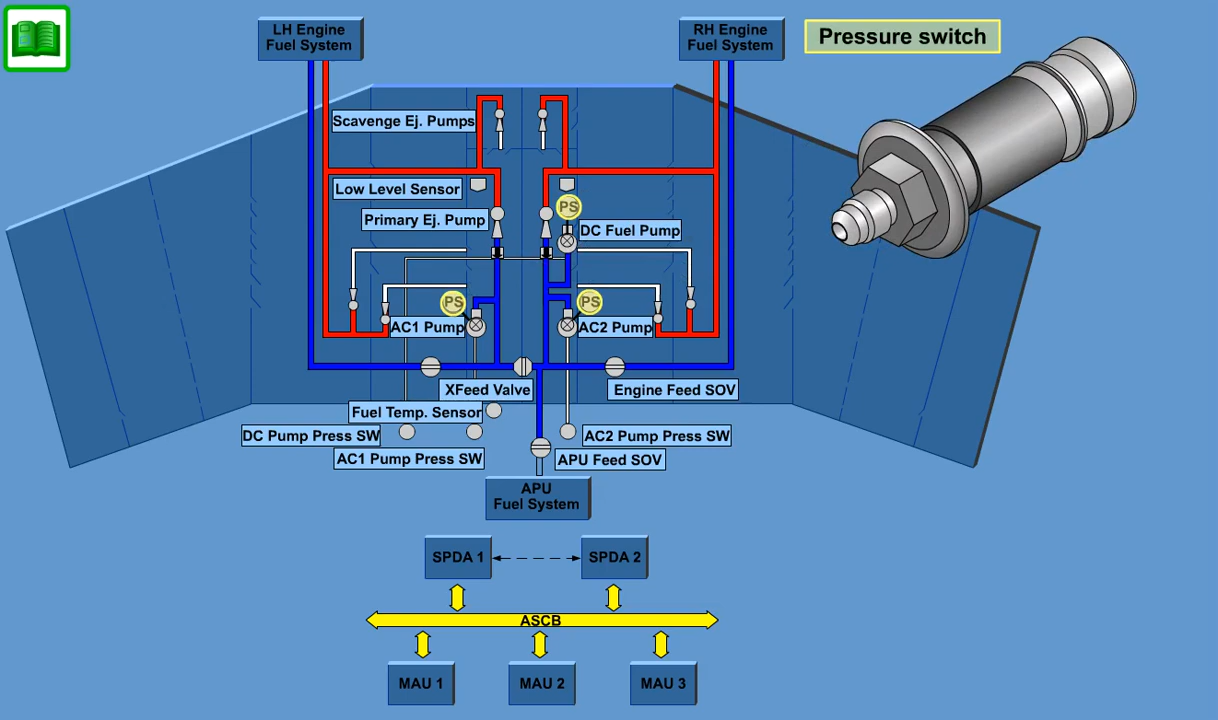 LH Engine
Fuel System
RH Engine
Fuel System
Pressure switch
Scavenge Ej. Pumps
Low Level Sensor
PS
Primary Ej. Pump
DC Fuel Pump
PS
PS
AC1 Pump
AC2 Pump
XFeed Valve
Engine Feed SOV
Fuel Temp. Sensor
DC Pump Press SW
AC2 Pump Press SW
AC1 Pump Press SW
APU Feed SOV
APU
Fuel System
SPDA 1
SPDA 2
ASCB
MAU 1
MAU 2
MAU 3